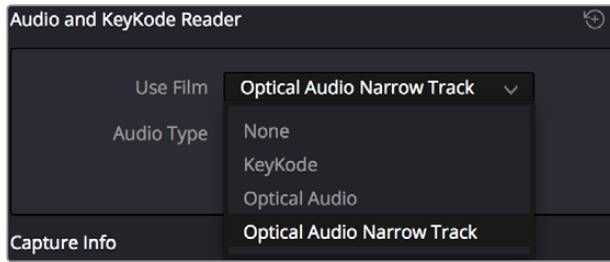 Audio and KeyKode Reader
Use Film Optical Audio Narrow Track
Audio Type
None
KeyKode
Optical Audio
Optical Audio Narrow Track
Capture Info